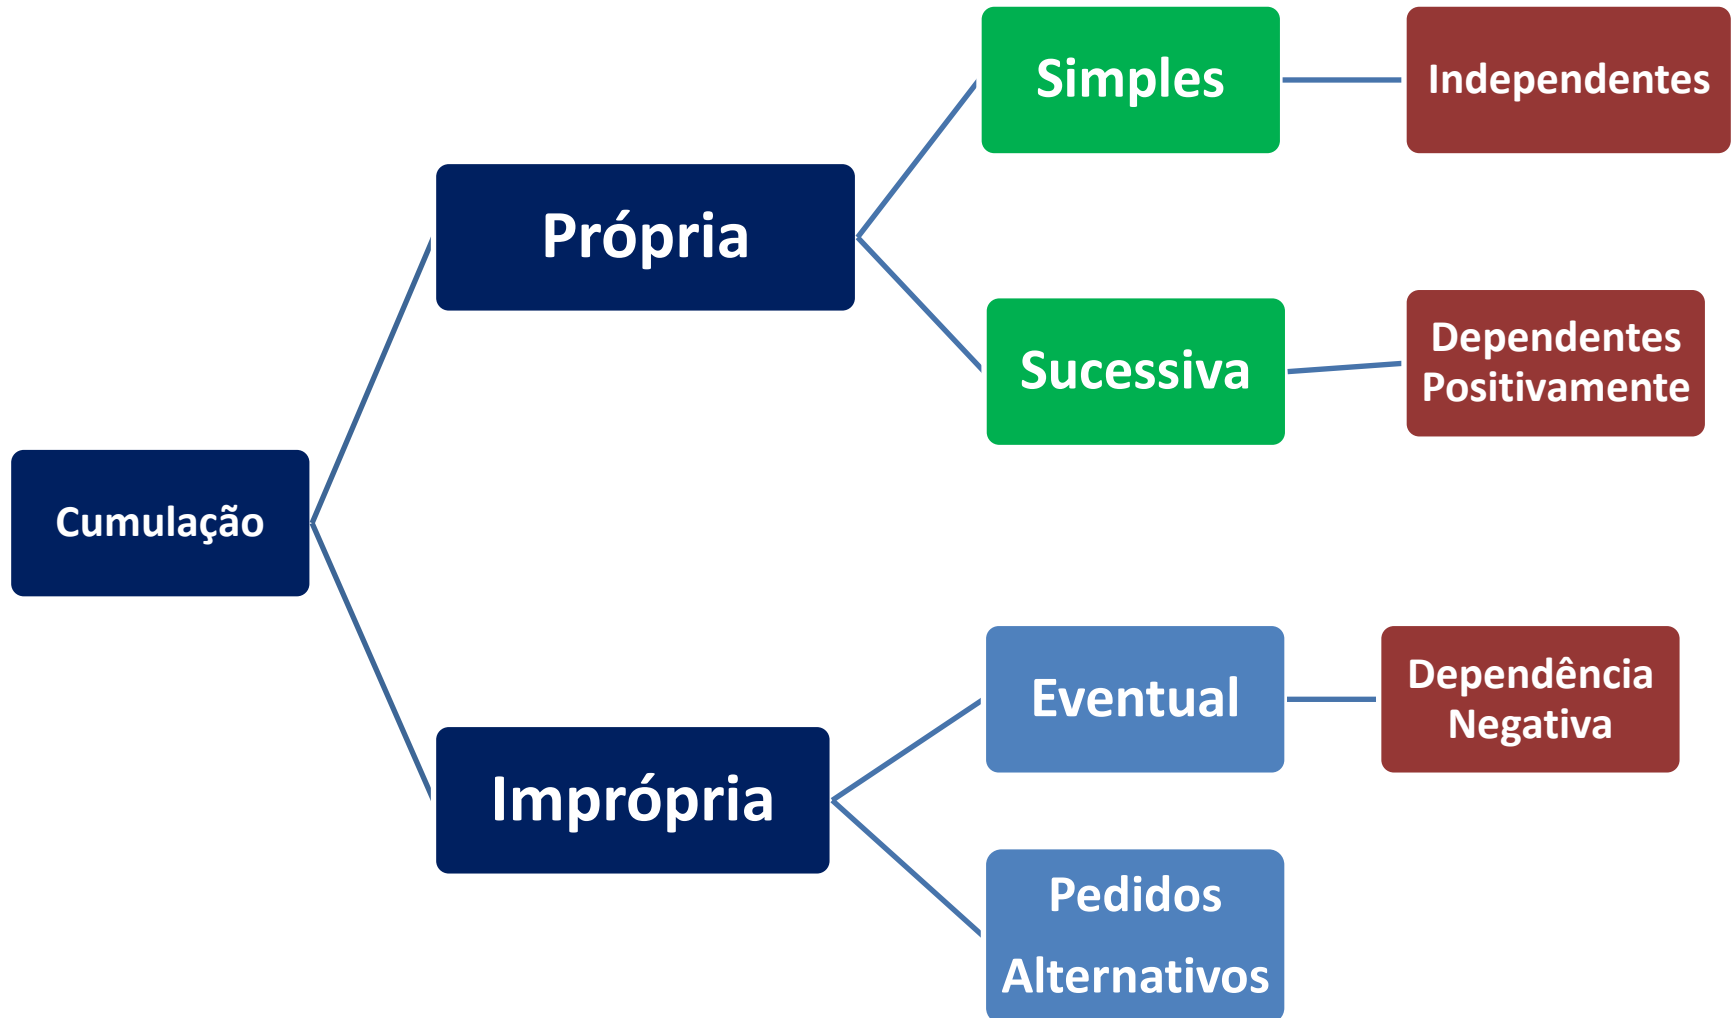 Simples
Independentes
Própria
Sucessiva
Dependentes
Positivamente
Cumulação
Eventual
Dependência
Negativa
Imprópria
Pedidos
Alternativos